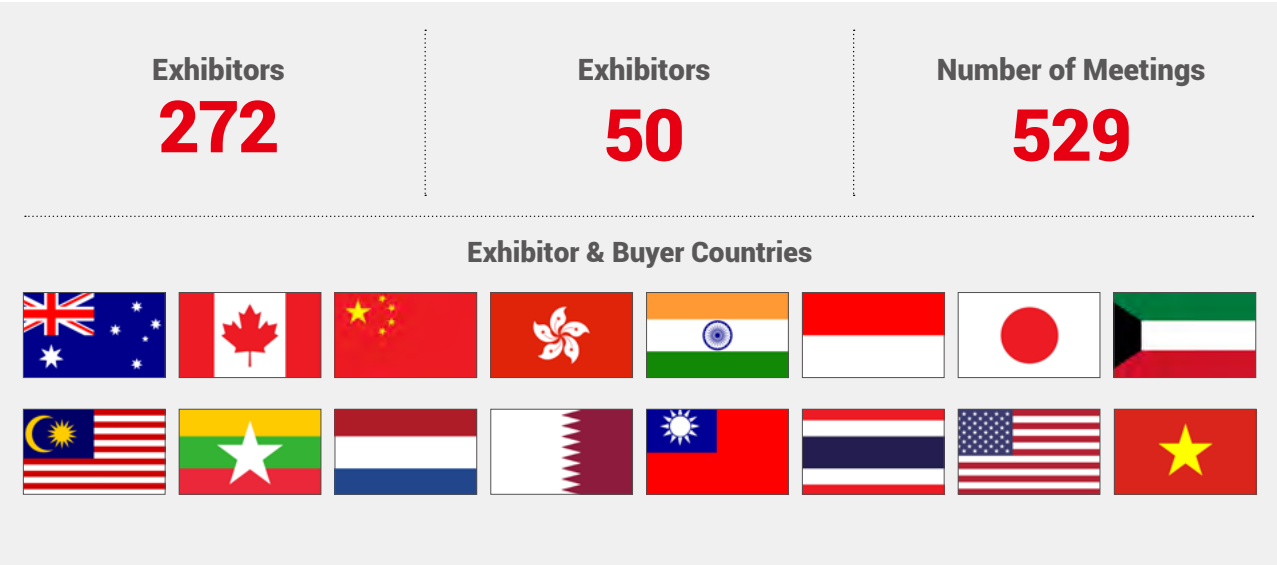 Exhibitors
272
Exhibitors
50
Number of Meetings
529
Exhibitor & Buyer Countries